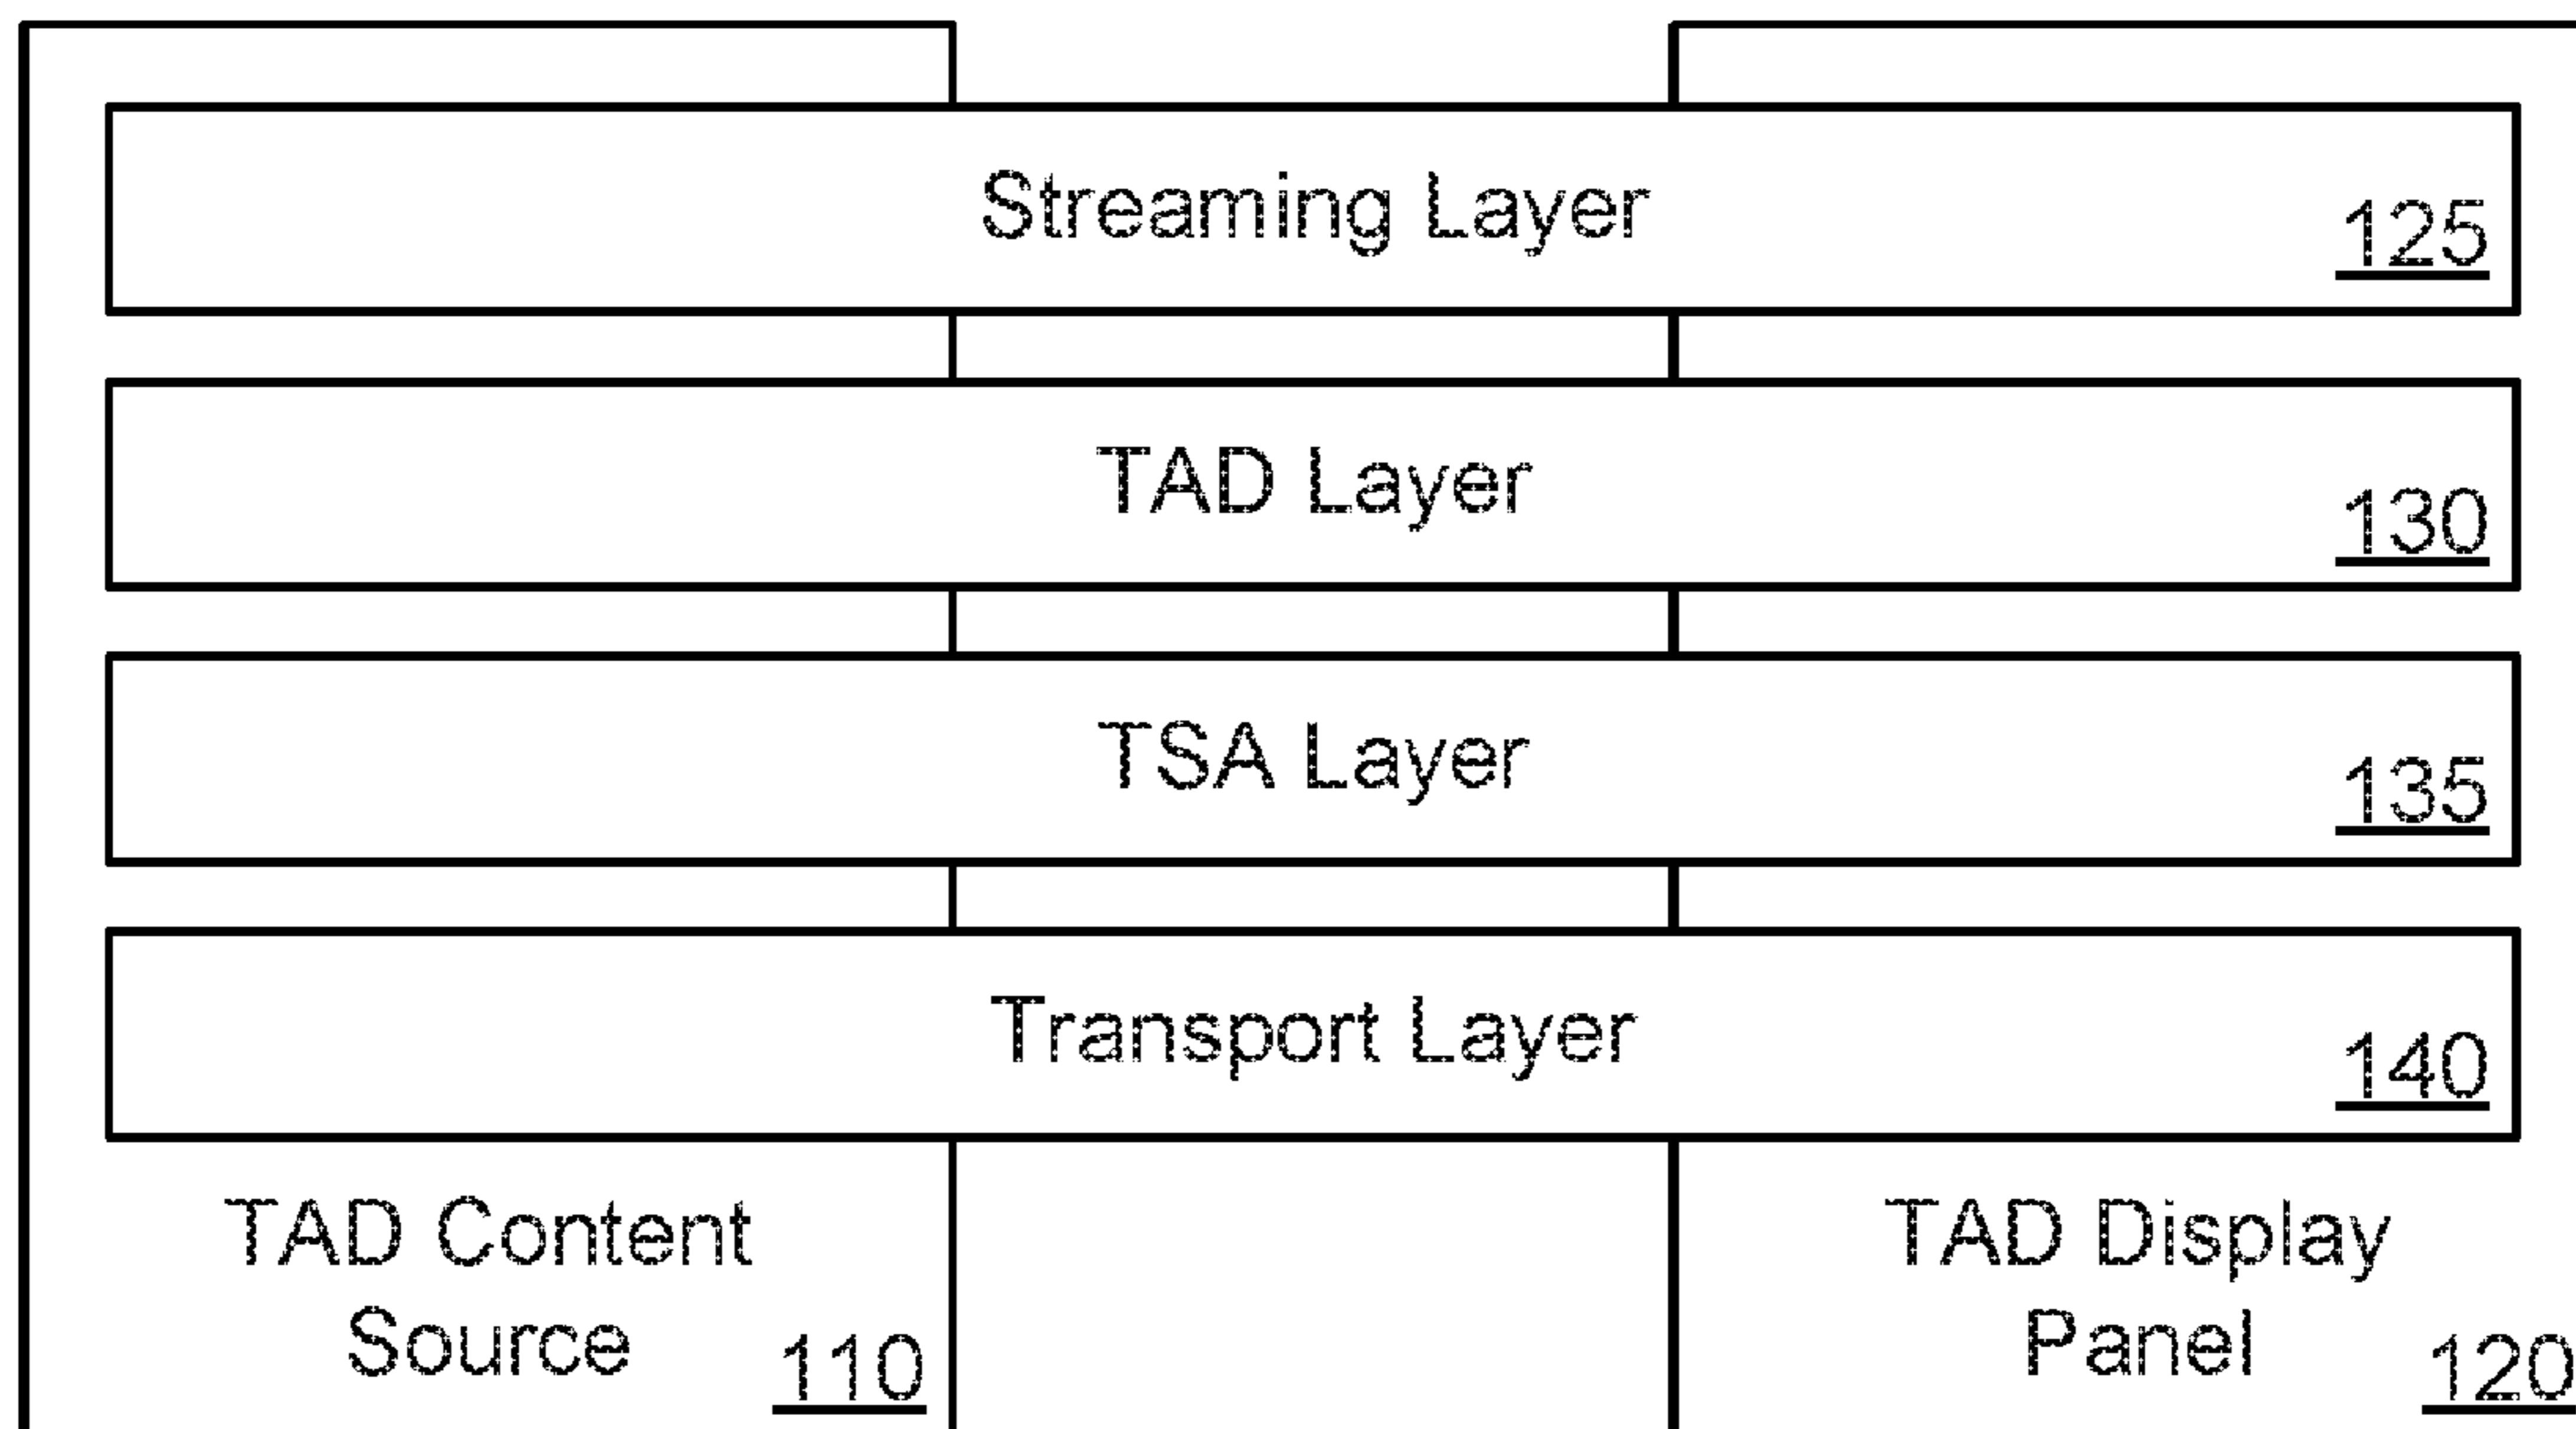 Streaming Layer
125
TAD Layer
130
TSA Layer
135
Transport Layer
140
TAD Content
Source
110
TAD Display
Panel
120